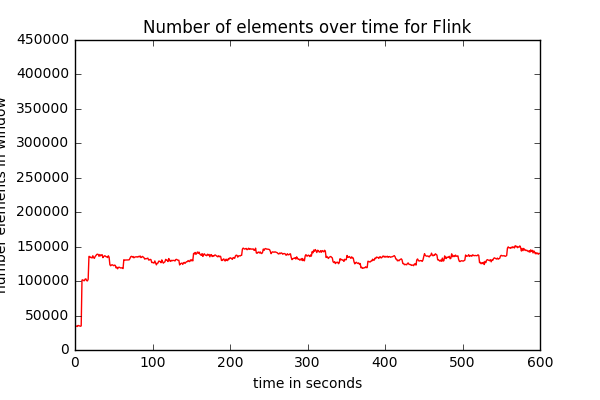 Number of elements over time for Flink
450000
400000
350000
300000
250000
200000
150000
100000
50000
0
number elements in window
0 100 200 300 400 500 600
time in seconds